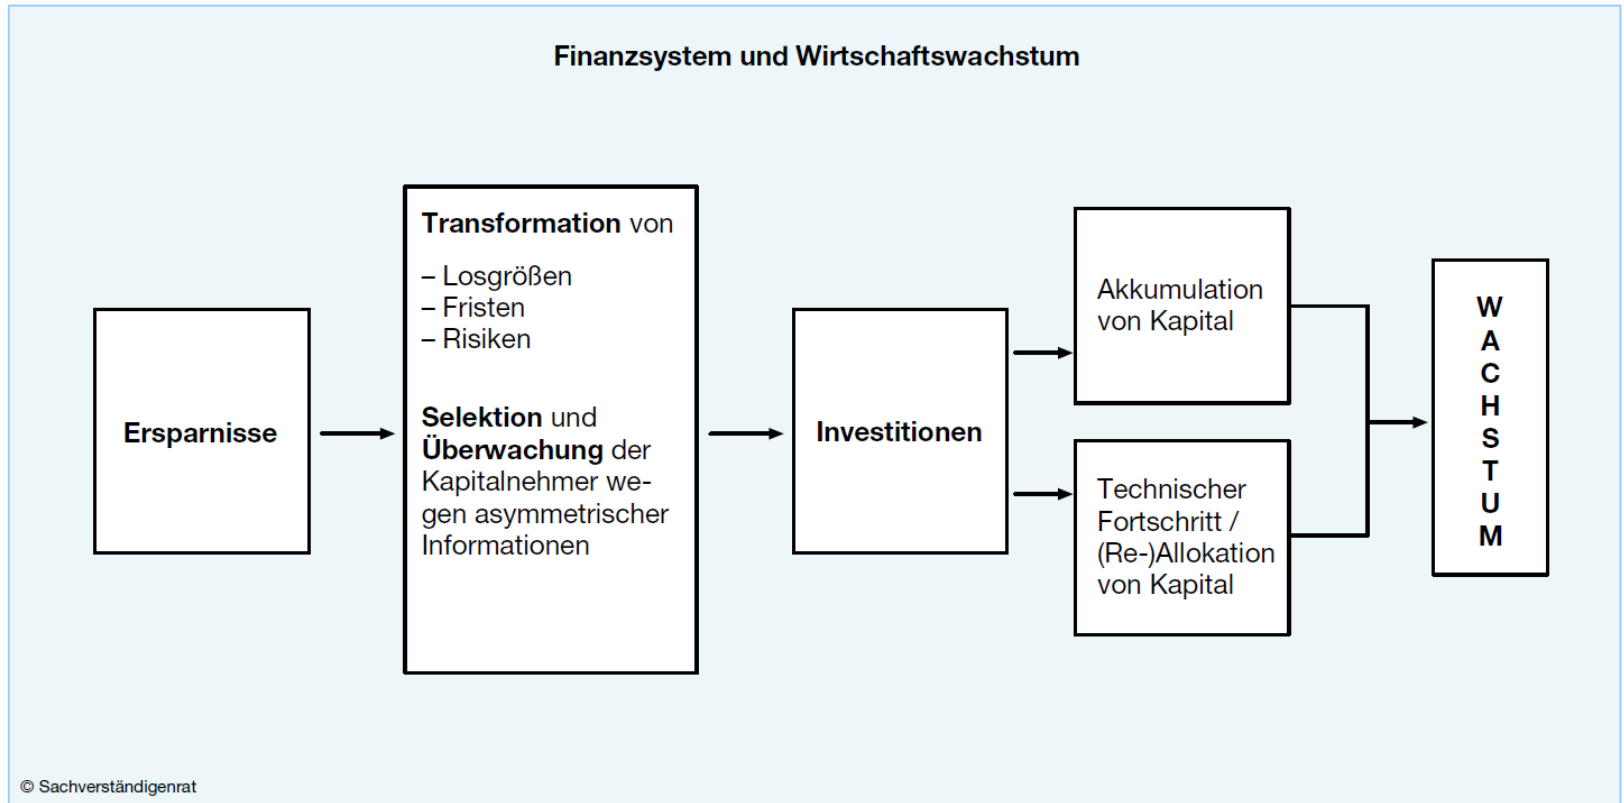 Finanzsystem und Wirtschaftswachstum
Ersparnisse
Transformation von
– Losgrößen
– Fristen
– Risiken
Selektion und
Überwachung der
Kapitalnehmer we-
gen asymmetrischer
Informationen
Investitionen
Akkumulation
von Kapital
Technischer
Fortschritt /
(Re-)Allokation
von Kapital
W
A
C
H
S
T
U
M
© Sachverständigenrat